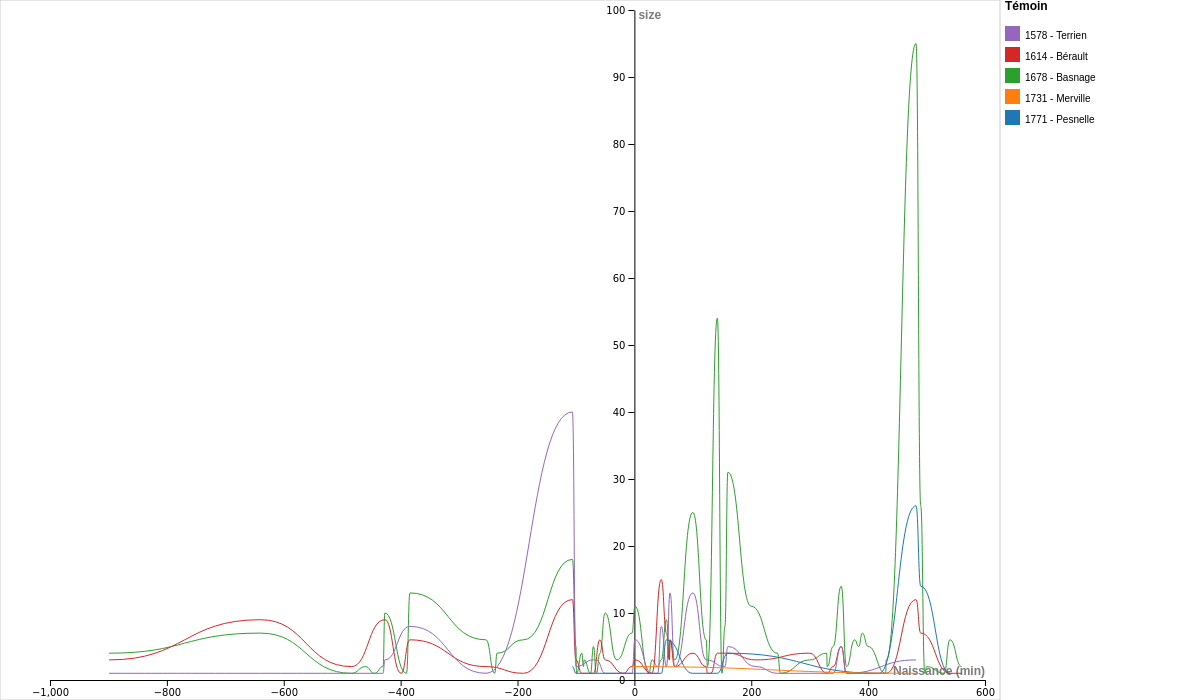 Témoin
1578 - Terrien
1614 - Bérault
1678 - Basnage
1731 - Merville
1771 - Pesnelle
size
100
90
80
70
60
50
40
30
20
10
0
Naissance (min)
−1,000 −800 −600 −400 −200 0 200 400 600